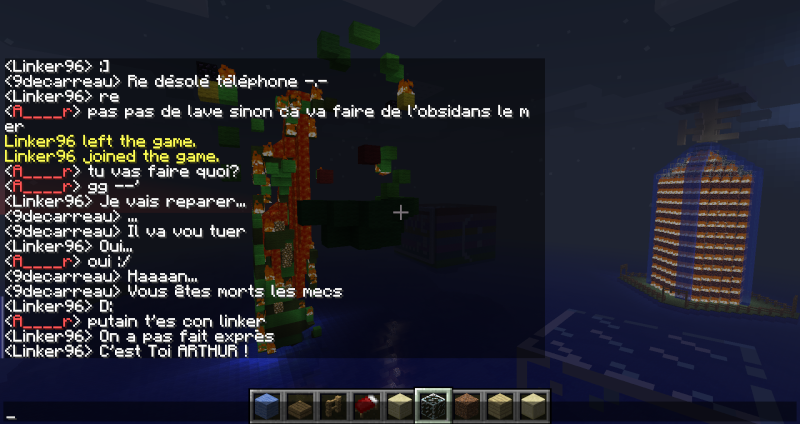 <Linker96> :]
<9decarreau> Re désolé téléphone -.-
<Linker96> re
<A____r> pas pas de lave sinon ca va faire de l'obsidans le m
er
Linker96 left the game.
Linker96 joined the game.
<A____r> tu vas faire quoi?
<A____r> gg --'
<Linker96> Je vais reparer...
<9decarreau> ...
<9decarreau> Il va vou tuer
<Linker96> Oui...
<A____r> oui :/
<9decarreau> Haaaan...
<9decarreau> Vous êtes morts les mecs
<Linker96> D:
<A____r> putain t'es con linker
<Linker96> On a pas fait exprès
<Linker96> C'est Toi ARTHUR !
_